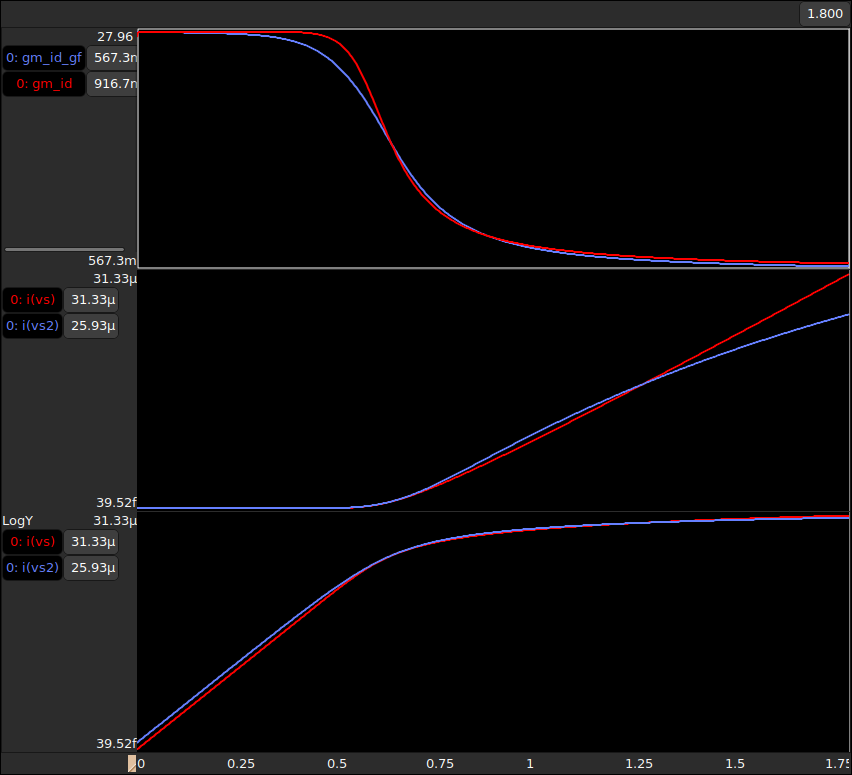 1.800
27.96
0: gm_id_gf 567.3m
0: gm_id 916.7m
567.3m
31.33µ
0: i(vs) 31.33µ
0: i(vs2) 25.93µ
39.52f
LogY 31.33µ
0: i(vs) 31.33µ
0: i(vs2) 25.93µ
39.52f
0 0.25 0.5 0.75 1 1.25 1.5 1.75